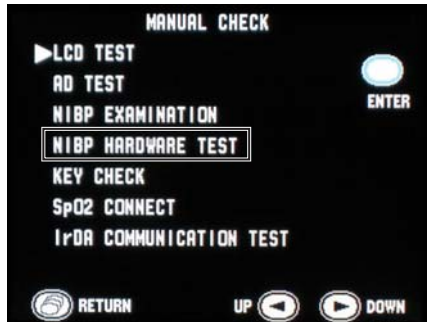 MANUAL CHECK
LCD TEST
AD TEST
ENTER
NIBP EXAMINATION
NIBP HARDWARE TEST
KEY CHECK
SpO2 CONNECT
IrDA COMMUNICATION TEST
RETURN UP DOWN